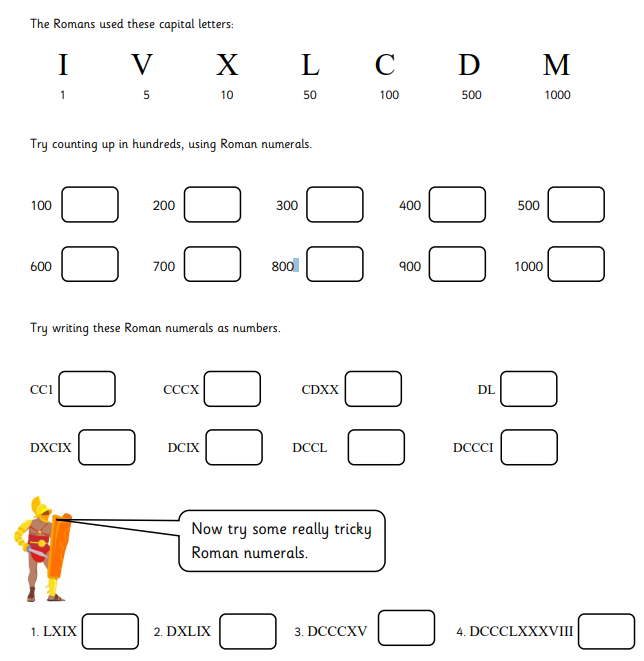 The Romans used these capital letters:
I V X L C D M
1 5 10 50 100 500 1000
Try counting up in hundreds, using Roman numerals.
100 200 300 400 500
600 700 800 900 1000
Try writing these Roman numerals as numbers.
CC1 CCCX CDXX DL
DXCIX DCIX DCCL DCCCI
Now try some really tricky
Roman numerals.
1. LXIX 2. DXLIX 3. DCCCXV 4. DCCCLXXXVIII